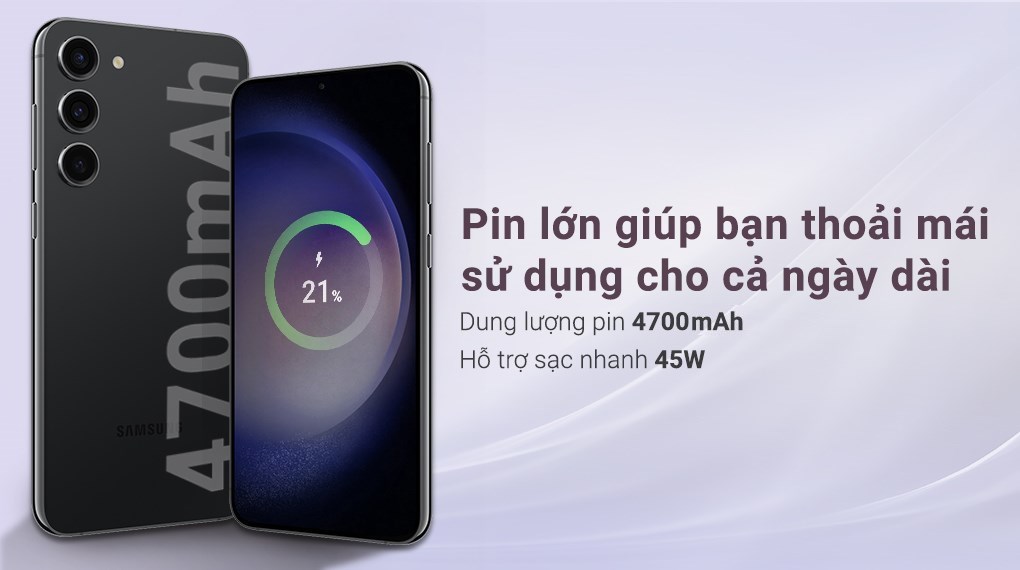 4700mAh
SAMSUNG
21%
Pin lớn giúp bạn thoải mái
sử dụng cho cả ngày dài
Dung lượng pin 4700mAh
Hỗ trợ sạc nhanh 45W